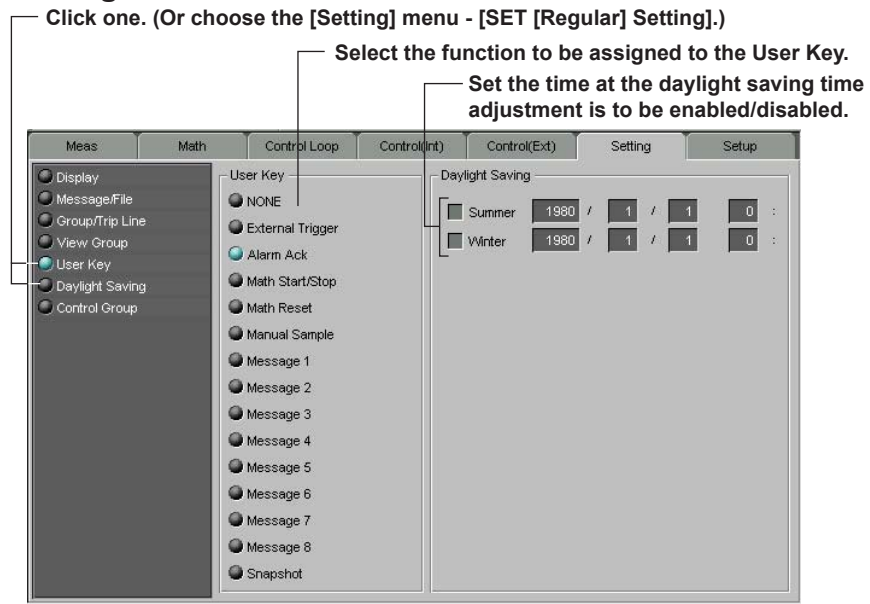 Click one. (Or choose the [Setting] menu - [SET [Regular] Setting].)
Select the function to be assigned to the User Key.
Set the time at the daylight saving time
adjustment is to be enabled/disabled.
Meas Math Control Loop Control(Int) Control(Ext) Setting Setup
Display
Message/File
Group/Trip Line
View Group
User Key
Daylight Saving
Control Group
User Key
NONE
External Trigger
Alarm Ack
Math Start/Stop
Math Reset
Manual Sample
Message 1
Message 2
Message 3
Message 4
Message 5
Message 6
Message 7
Message 8
Snapshot
Daylight Saving
Summer 1980 / 1 / 1 0 :
Winter 1980 / 1 / 1 0 :